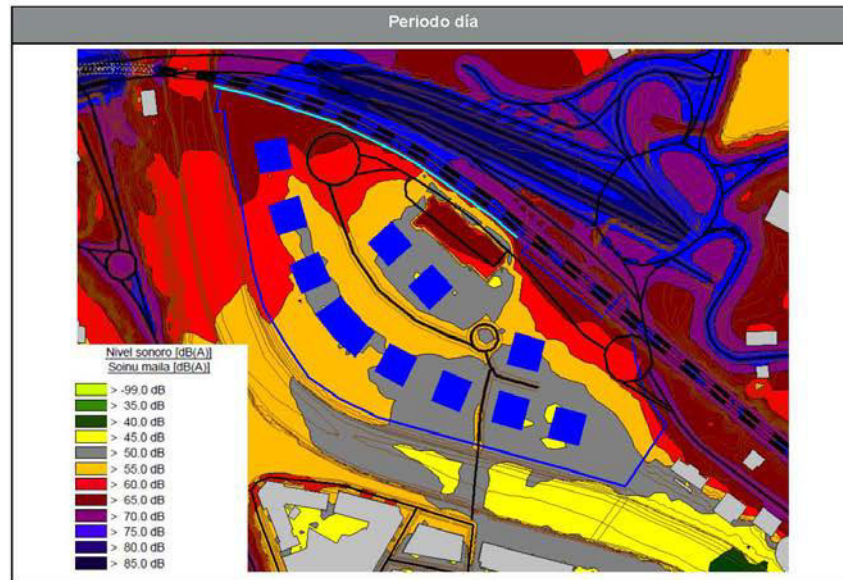 Periodo día
Nivel sonoro [dB(A)]
Soinu maila [dB(A)]
> -99.0 dB
> 35.0 dB
> 40.0 dB
> 45.0 dB
> 50.0 dB
> 55.0 dB
> 60.0 dB
> 65.0 dB
> 70.0 dB
> 75.0 dB
> 80.0 dB
> 85.0 dB